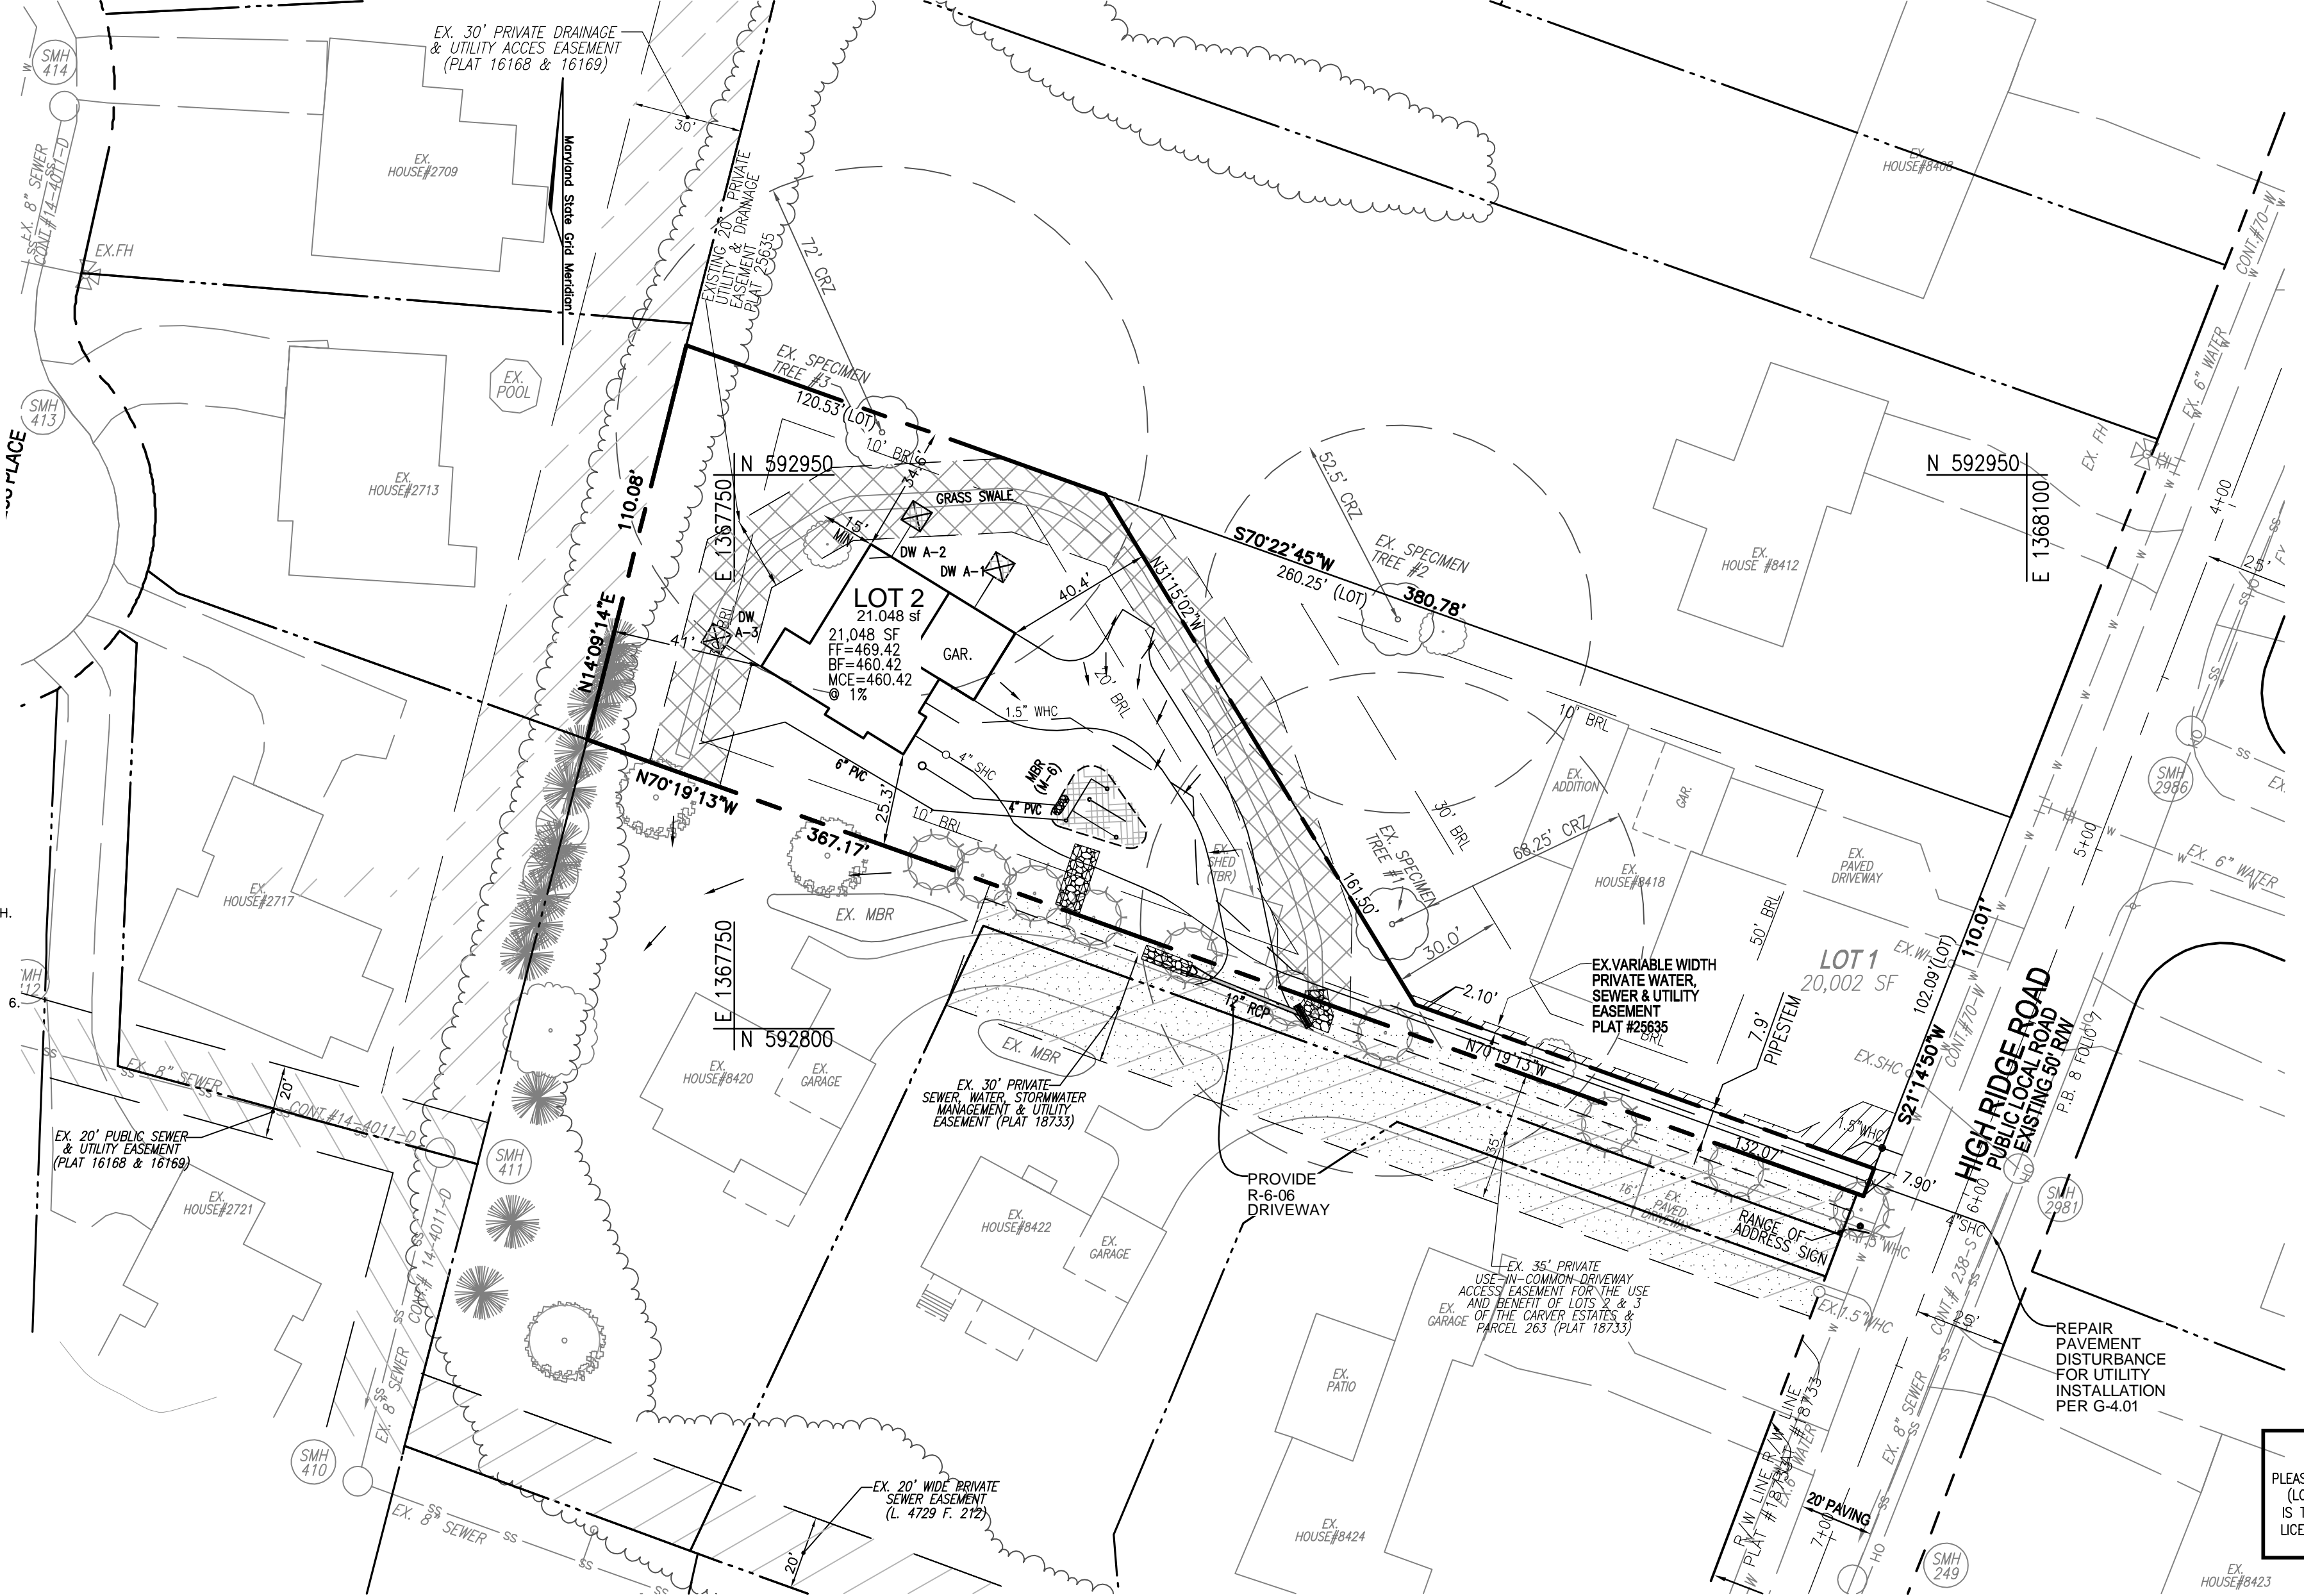 EX. 30' PRIVATE DRAINAGE
& UTILITY ACCES EASEMENT
(PLAT 16168 & 16169)
SMH
414
EX. 8" SEWER
CONT.#14-4011-D
EX.FH
EX.
HOUSE#2709
Maryland State Grid Meridian
30'
EXISTING 20' PRIVATE
UTILITY & DRAINAGE
EASEMENT
PLAT 25635
72' CRZ
EX.
HOUSE#8408
CONT.#70-W
EX. 6" WATER
SMH
413
EX.
POOL
EX.
HOUSE#2713
EX. SPECIMEN
TREE #3
120.53'(LOT)
10' BRL
34.6'
N 592950
E 1367750
GRASS SWALE
15'
MIN
DW A-2
DW A-1
DW
A-3
BRL
41'
110.08'
N14°09'14"E
LOT 2
21.048 sf
21,048 SF
FF=469.42
BF=460.42
MCE=460.42
@ 1%
GAR.
40.4'
N31°15'02"W
161.50'
20' BRL
1.5" WHC
52.5' CRZ
EX. SPECIMEN
TREE #2
S70°22'45"W
260.25' (LOT)
380.78'
EX.
HOUSE #8412
EX. FH
N 592950
E 1368100
4+00
25'
SMH
2986
5+00
EX. 6" WATER
N70°19'13"W
367.17'
6" PVC
4" SHC
25.3'
10' BRL
MBR
(M-6)
4" PVC
EX.
SHED
(TBR)
EX. MBR
EX. SPECIMEN
TREE #1
68.25' CRZ
30' BRL
30.0'
10' BRL
EX.
ADDITION
GAR.
EX.
HOUSE#8418
EX.
PAVED
DRIVEWAY
50' BRL
LOT 1
20,002 SF
102.09'(LOT)
110.01'
S21°14'50"W
HIGH RIDGE ROAD
PUBLIC LOCAL ROAD
EXISTING 50' R/W
P.B. 8 FOLIO 7
EX.VARIABLE WIDTH
PRIVATE WATER,
SEWER & UTILITY
EASEMENT
PLAT #25635
BRL
2.10'
7.9'
PIPESTEM
EX.SHC
CONT.#70-W
1.5"WHC
N70°19'13"W
132.07'
7.90'
12" RCP
EX. MBR
EX.
HOUSE#2717
E 1367750
N 592800
EX.
HOUSE#8420
EX.
GARAGE
EX. 30' PRIVATE
SEWER, WATER, STORMWATER
MANAGEMENT & UTILITY
EASEMENT (PLAT 18733)
PROVIDE
R-6-06
DRIVEWAY
35'
16'
EX.
PAVED
DRIVEWAY
RANGE OF
ADDRESS SIGN
4"SHC
6+00
SMH
2981
EX. 8" SEWER
CONT.#14-4011-D
20'
EX. 20' PUBLIC SEWER
& UTILITY EASEMENT
(PLAT 16168 & 16169)
SMH
411
EX.
HOUSE#2721
CONT.# 14-4011-D
EX. 8" SEWER
EX.
HOUSE#8422
EX.
GARAGE
EX. 35' PRIVATE
USE-IN-COMMON DRIVEWAY
ACCESS EASEMENT FOR THE USE
AND BENEFIT OF LOTS 2 & 3
OF THE CARVER ESTATES &
PARCEL 263 (PLAT 18733)
EX.
GARAGE
EX.
PATIO
EX.1.5"WHC
CONT.# 238-S
25'
REPAIR
PAVEMENT
DISTURBANCE
FOR UTILITY
INSTALLATION
PER G-4.01
SMH
410
EX. 8" SEWER
EX. 20' WIDE PRIVATE
SEWER EASEMENT
(L. 4729 F. 212)
20'
EX.
HOUSE#8424
R/W LINE
PLAT #18733
20' PAVING
7+00
EX. 8" SEWER
SMH
249
EX.
HOUSE#8423